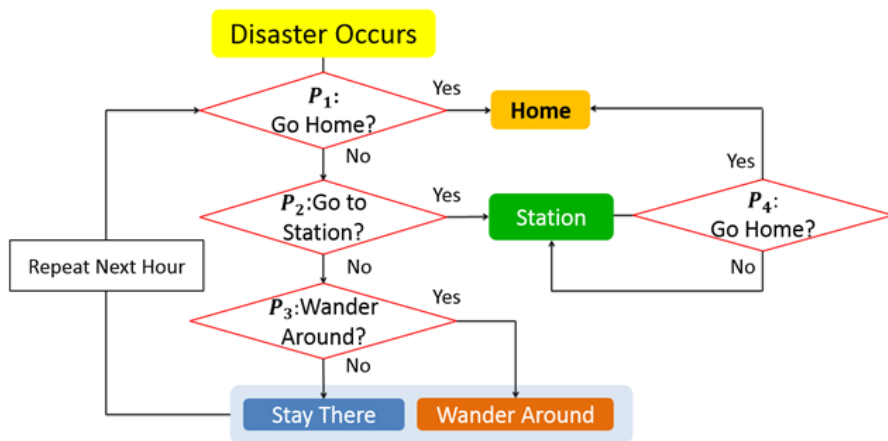 Disaster Occurs
P₁:
Go Home?
Yes
Home
No
Yes
P₂:Go to
Station?
Yes
Station
P₄:
Go Home?
No
No
Repeat Next Hour
P₃:Wander
Around?
Yes
No
Stay There
Wander Around